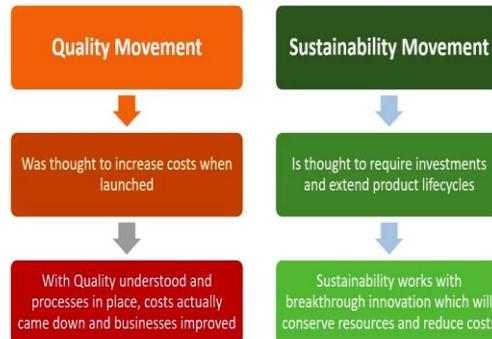 Quality Movement
Was thought to increase costs when
launched
With Quality understood and
processes in place, costs actually
came down and businesses improved
Sustainability Movement
Is thought to require investments
and extend product lifecycles
Sustainability works with
breakthrough innovation which will
conserve resources and reduce costs